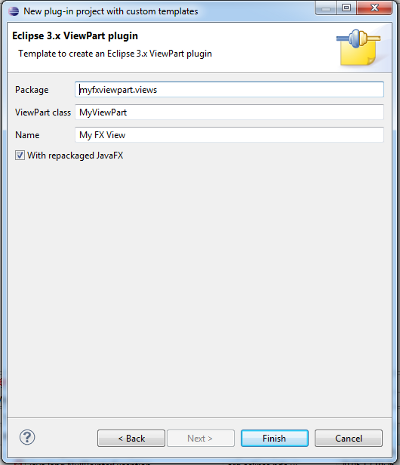 New plug-in project with custom templates
Eclipse 3.x ViewPart plugin
Template to create an Eclipse 3.x ViewPart plugin
Package myfxviewpart.views
ViewPart class MyViewPart
Name My FX View
With repackaged JavaFX
< Back Next > Finish Cancel